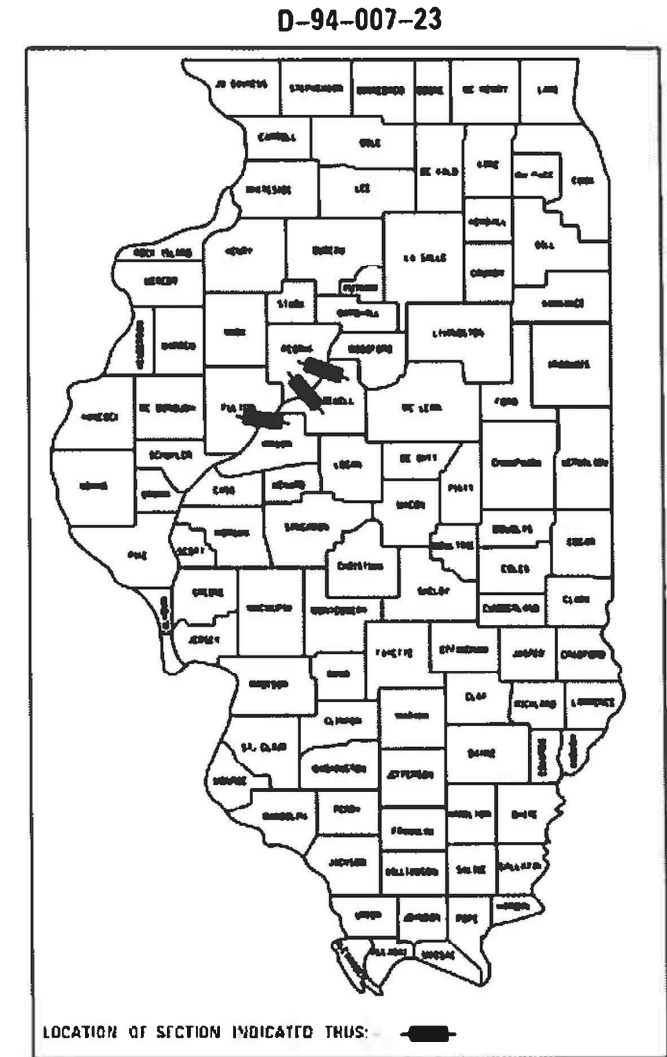 D-94-007-23
JO DAVIESS STEPHENSON WINNEBAGO BOONE MC HENRY LAKE
CARROLL OGLE
DE KALB KANE DU PAGE COOK
WHITESIDE LEE
KENDALL
ROCK ISLAND HENRY BUREAU LA SALLE WILL
GRUNDY
MERCER PUTNAM
STARK MARSHALL KANKAKEE
KNOX LIVINGSTON
WARREN
PEORIA WOODFORD IROQUOIS
HANCOCK MC DONOUGH FULTON MC LEAN FORD
MASON
SCHUYLER DE WITT
LOGAN CHAMPAIGN VERMILION
ADAMS CASS MENARD PIATT
BROWN MACON
MORGAN SANGAMON DOUGLAS
PIKE SCOTT MOULTRIE EDGAR
CHRISTIAN COLES
GREENE SHELBY CLARK
MACOUPIN MONTGOMERY CUMBERLAND
JERSEY
FAYETTE EFFINGHAM JASPER CRAWFORD
MADISON BOND
CLAY RICHLAND LAWRENCE
CLINTON MARION
ST. CLAIR WAYNE
WASHINGTON JEFFERSON
MONROE
RANDOLPH PERRY HAMILTON WHITE
FRANKLIN
JACKSON WILLIAMSON SALINE GALLATIN
UNION JOHNSON POPE HARDIN
PULASKI MASSAC
LOCATION OF SECTION INDICATED THUS: -